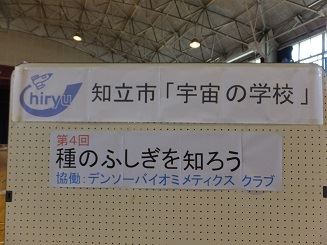 Chiryu
知立市「宇宙の学校」
第4回
種のふしぎを知ろう
協働：デンソーバイオミメティクス クラブ